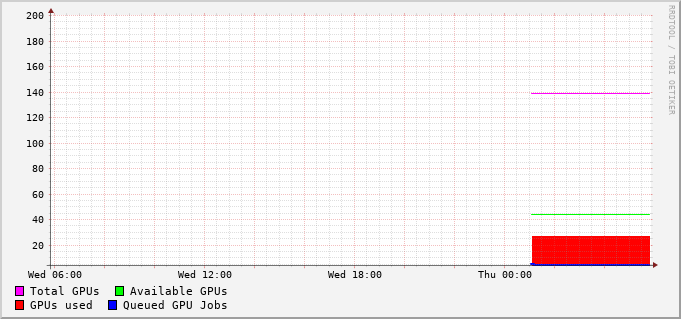 200
180
160
140
120
100
80
60
40
20
Wed 06:00 Wed 12:00 Wed 18:00 Thu 00:00
Total GPUs Available GPUs
GPUs used Queued GPU Jobs
RRDTOOL / TOBI OETIKER